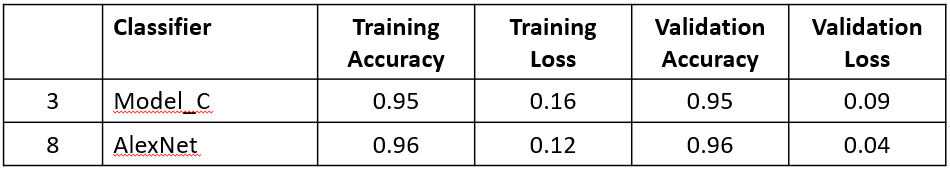 Classifier Training Accuracy Training Loss Validation Accuracy Validation Loss
3 Model_C 0.95 0.16 0.95 0.09
8 AlexNet 0.96 0.12 0.96 0.04